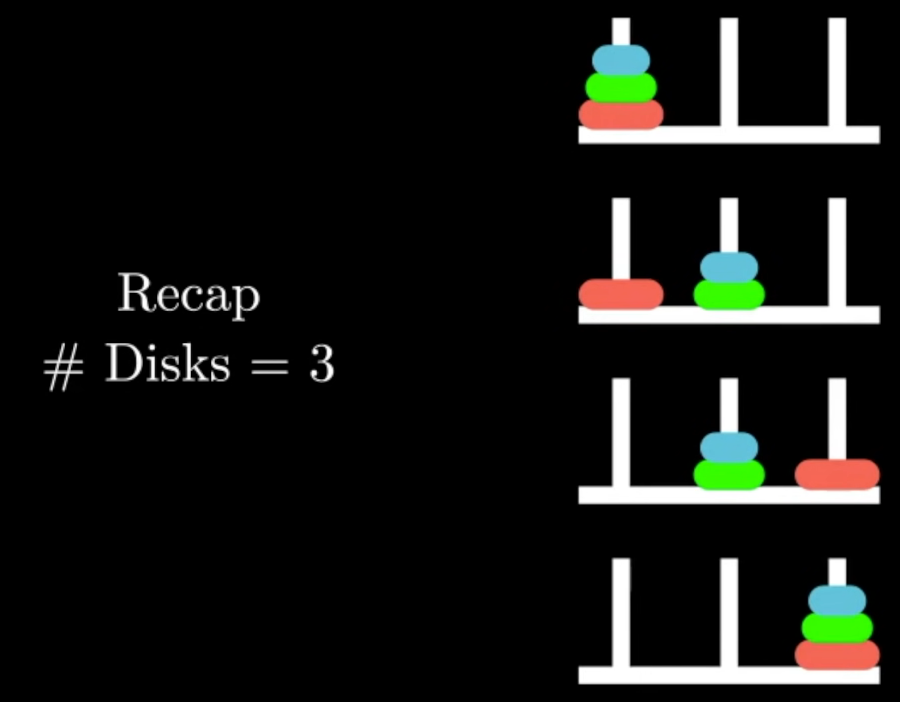 Recap
# Disks = 3